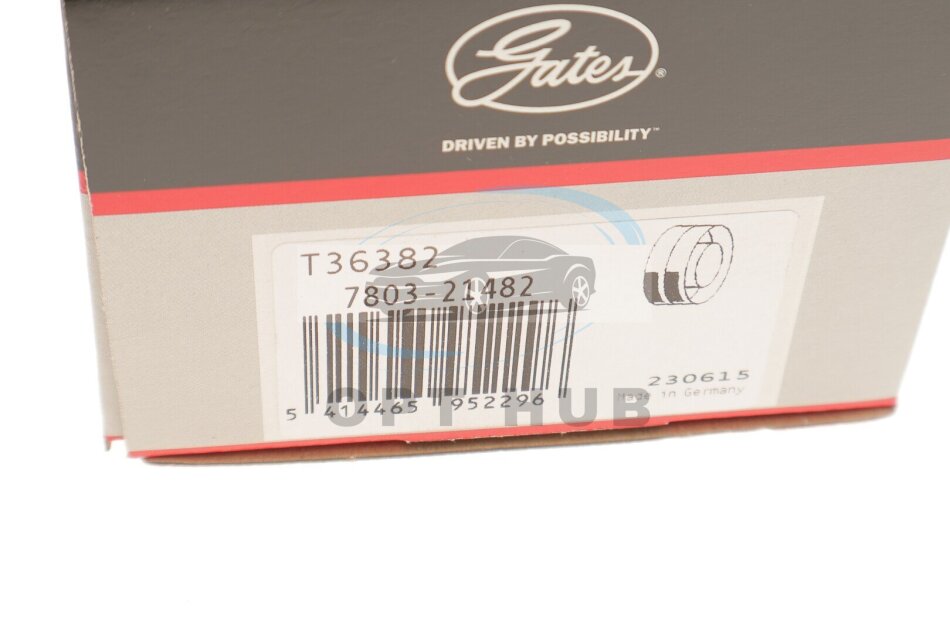 Gates®
DRIVEN BY POSSIBILITY™
T36382
7803-21482
5 414465 952296
230615
Made in Germany
OPT HUB